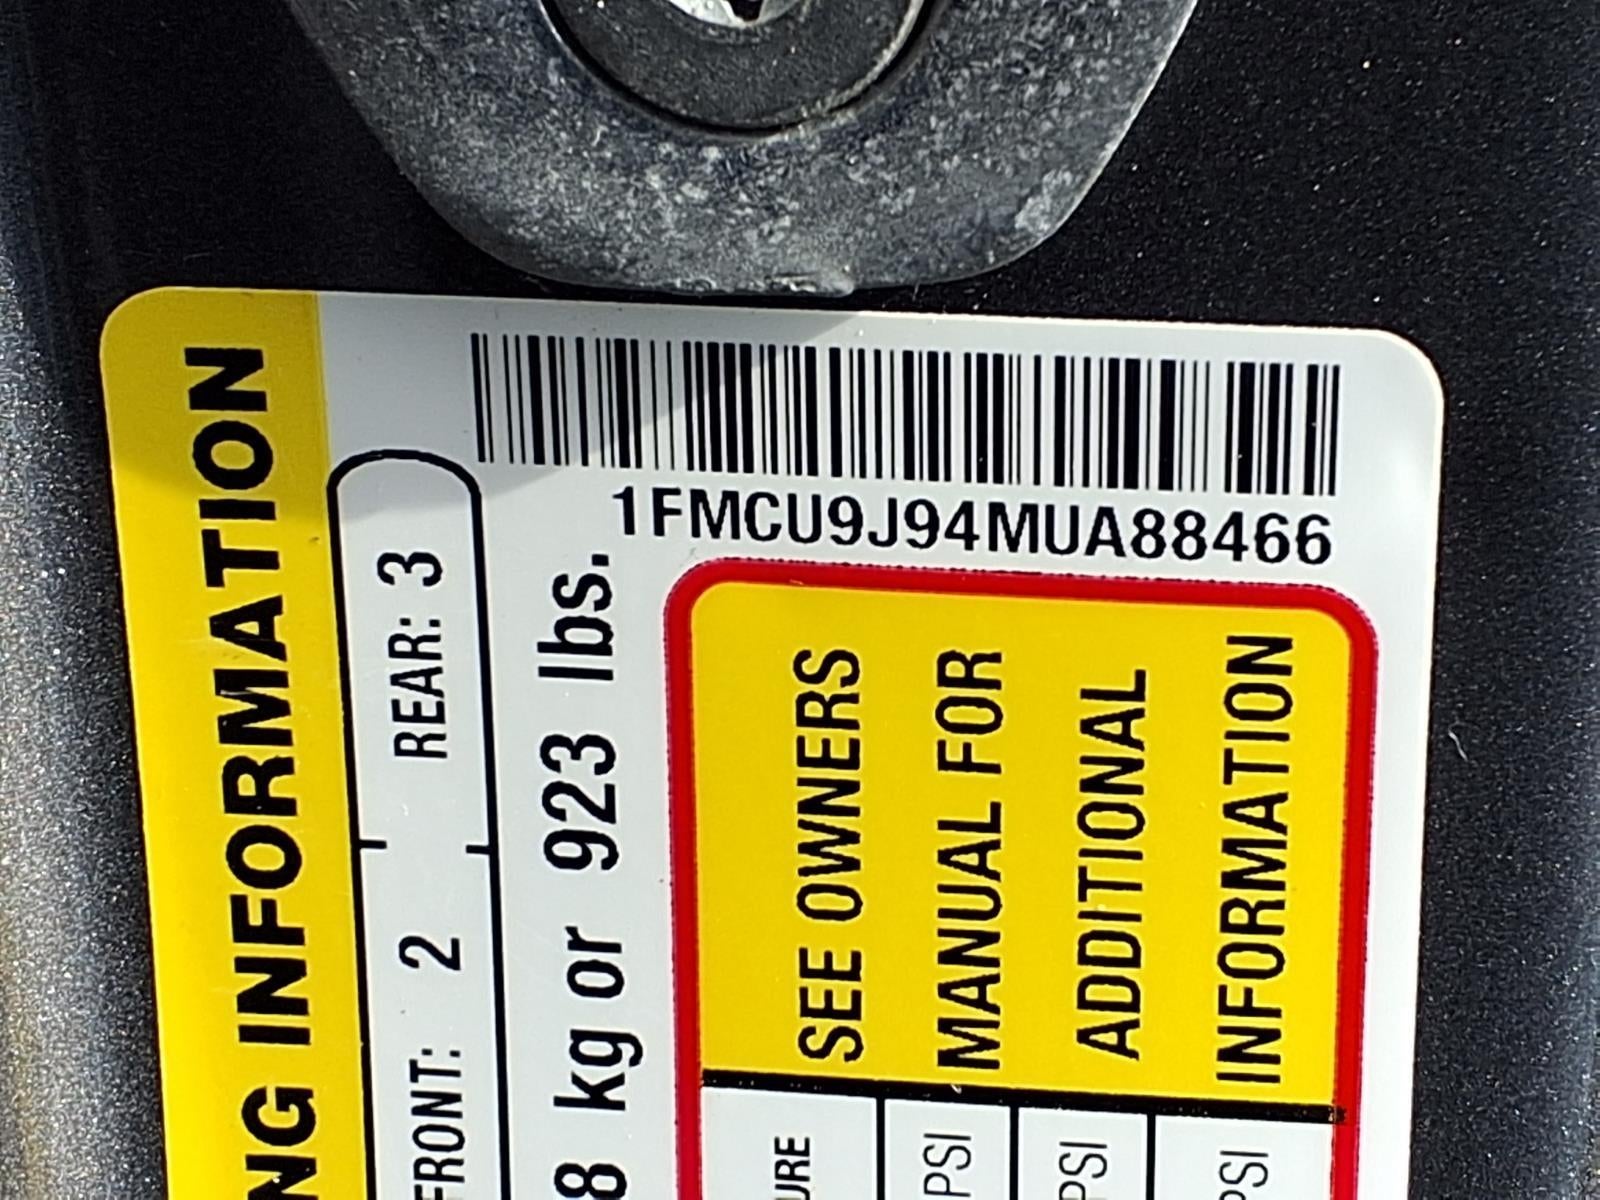 1FMCU9J94MUA88466
NG INFORMATION
FRONT: 2 REAR: 3
8 kg or 923 lbs.
SEE OWNERS
MANUAL FOR
ADDITIONAL
INFORMATION
URE
PSI
PSI
PSI